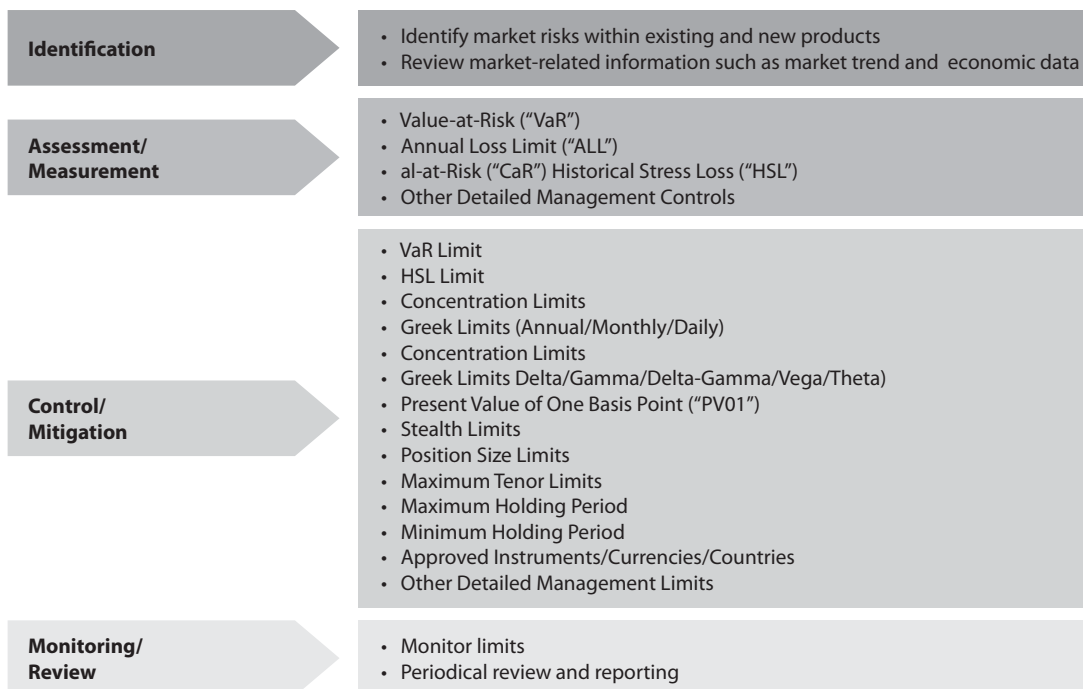 Identification
• Identify market risks within existing and new products
• Review market-related information such as market trend and economic data
Assessment/
Measurement
• Value-at-Risk (“VaR”)
• Annual Loss Limit (“ALL”)
• al-at-Risk (“CaR”) Historical Stress Loss (“HSL”)
• Other Detailed Management Controls
Control/
Mitigation
• VaR Limit
• HSL Limit
• Concentration Limits
• Greek Limits (Annual/Monthly/Daily)
• Concentration Limits
• Greek Limits Delta/Gamma/Delta-Gamma/Vega/Theta)
• Present Value of One Basis Point (“PV01”)
• Stealth Limits
• Position Size Limits
• Maximum Tenor Limits
• Maximum Holding Period
• Minimum Holding Period
• Approved Instruments/Currencies/Countries
• Other Detailed Management Limits
Monitoring/
Review
• Monitor limits
• Periodical review and reporting